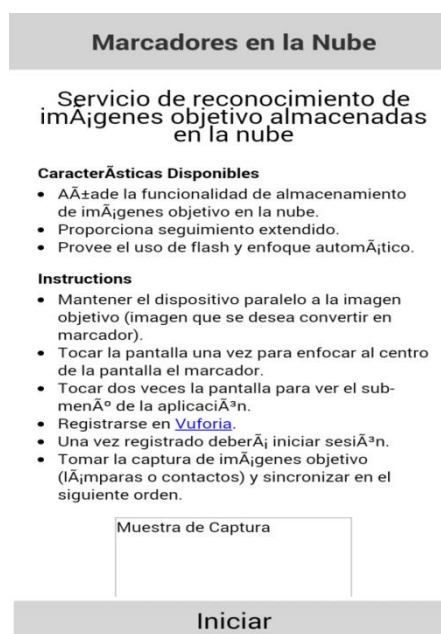 Marcadores en la Nube
Servicio de reconocimiento de
imÃ¡genes objetivo almacenadas
en la nube
CaracterÃsticas Disponibles
• AÃ±ade la funcionalidad de almacenamiento
de imÃ¡genes objetivo en la nube.
• Proporciona seguimiento extendido.
• Provee el uso de flash y enfoque automÃ¡tico.
Instructions
• Mantener el dispositivo paralelo a la imagen
objetivo (imagen que se desea convertir en
marcador).
• Tocar la pantalla una vez para enfocar al centro
de la pantalla el marcador.
• Tocar dos veces la pantalla para ver el sub-
menÃº de la aplicaciÃ³n.
• Registrarse en Vuforia.
• Una vez registrado deberÃ¡ iniciar sesiÃ³n.
• Tomar la captura de imÃ¡genes objetivo
(lÃ¡mparas o contactos) y sincronizar en el
siguiente orden.
Muestra de Captura
Iniciar